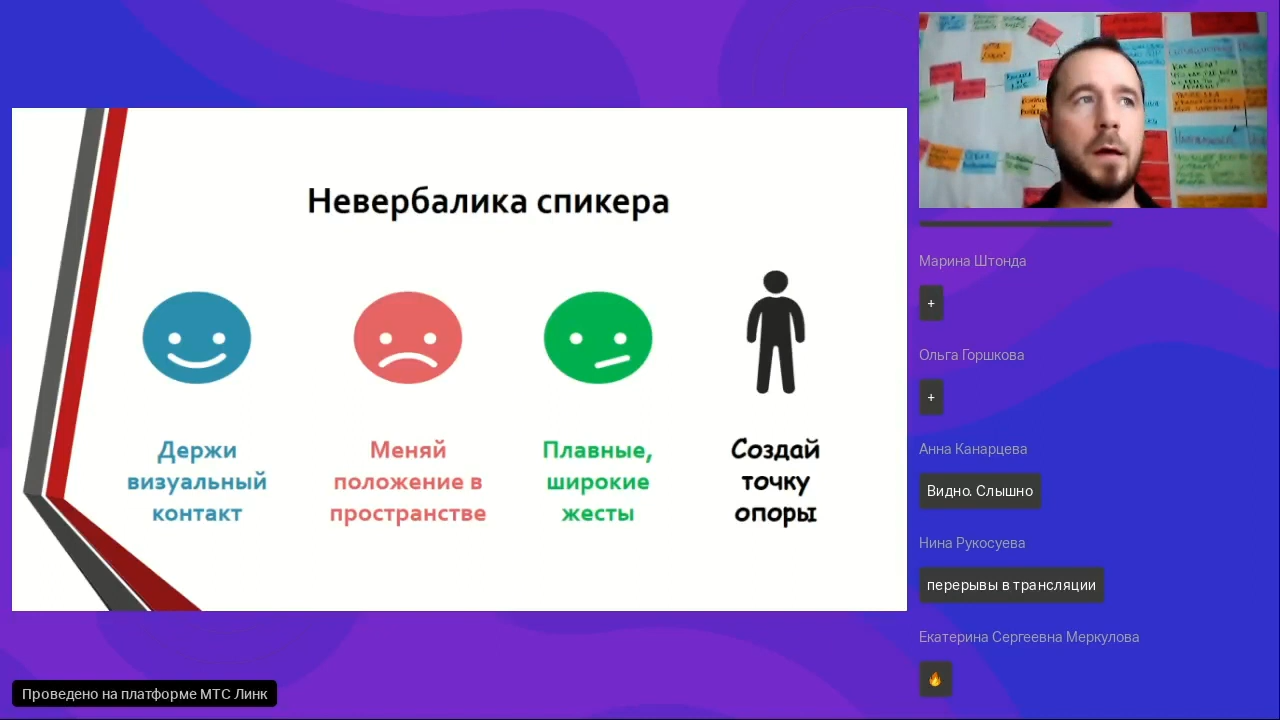 Невербалика спикера
Держи
визуальный
контакт
Меняй
положение в
пространстве
Плавные,
широкие
жесты
Создай
точку
опоры
Марина Штонда
+
Ольга Горшкова
+
Анна Канарцева
Видно. Слышно
Нина Рукосуева
перерывы в трансляции
Екатерина Сергеевна Меркулова
🔥
Проведено на платформе МТС Линк